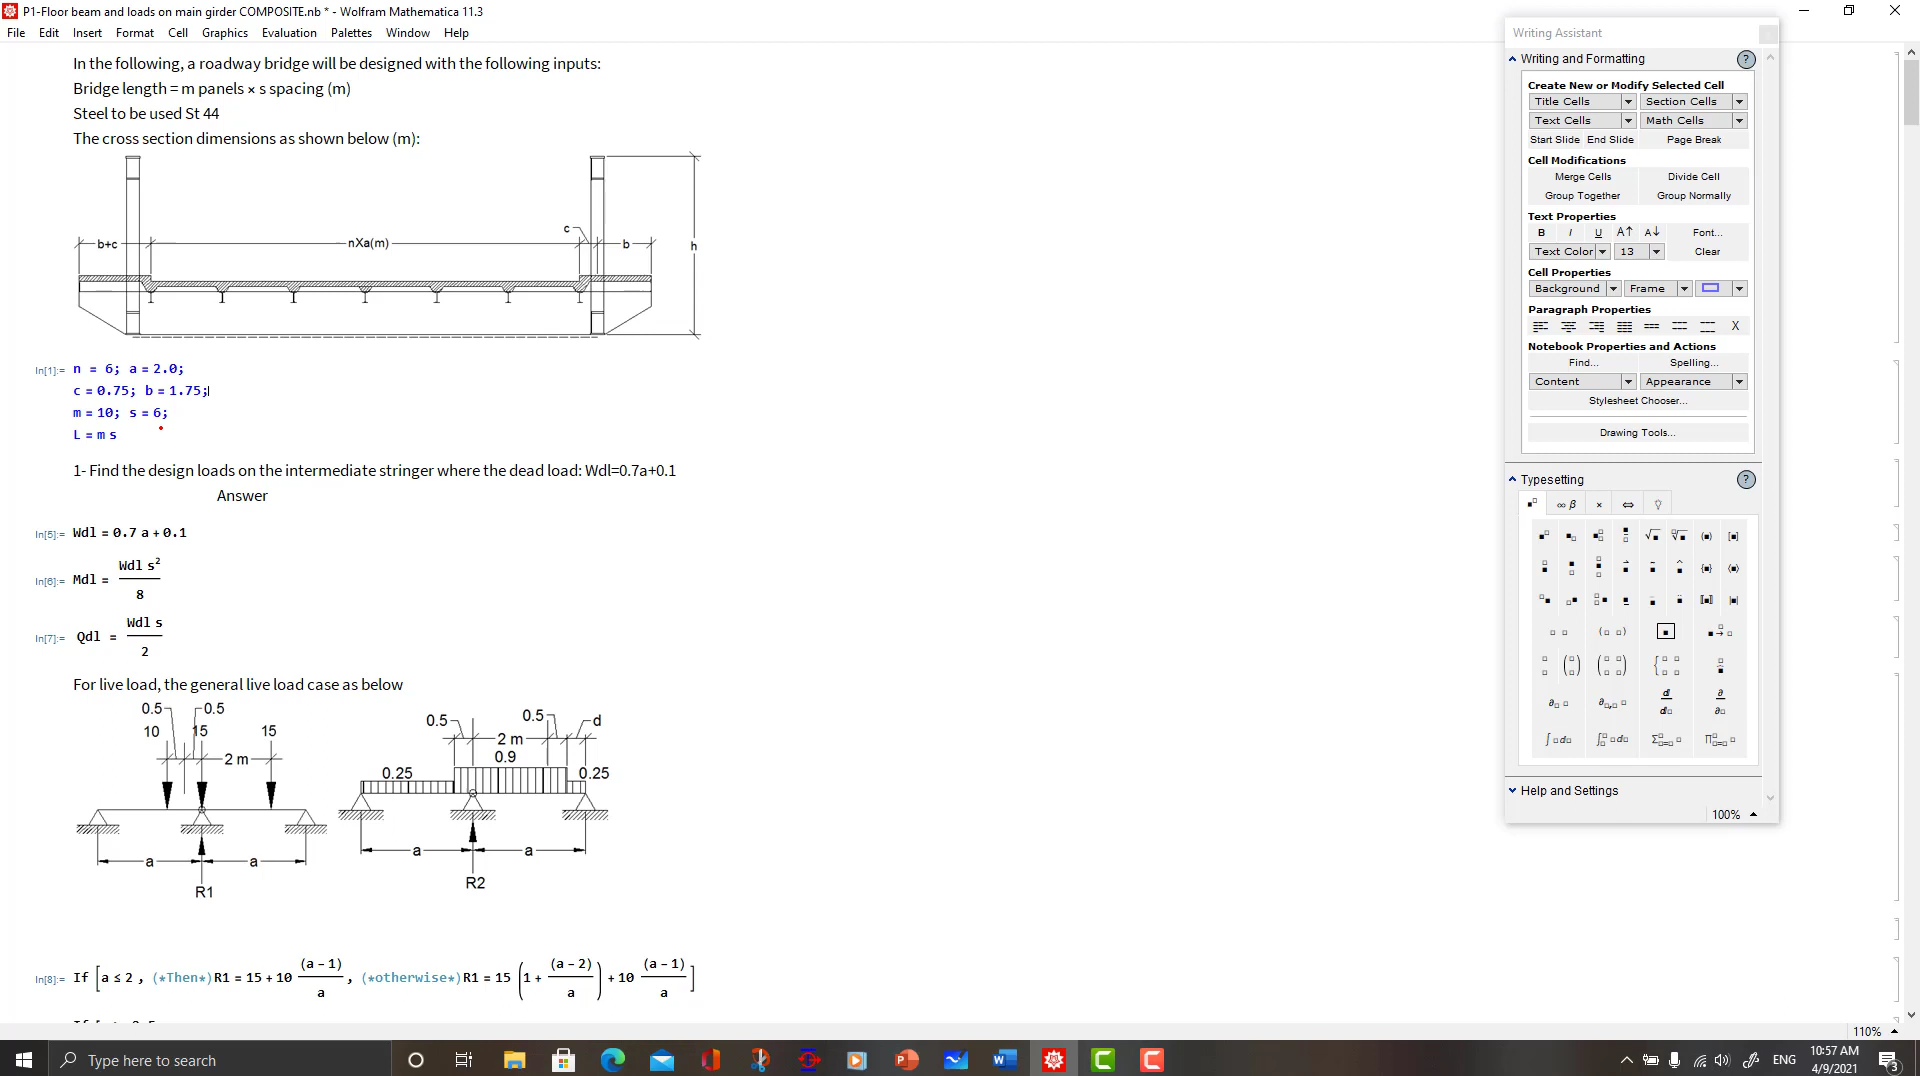 P1-Floor beam and loads on main girder COMPOSITE.nb * - Wolfram Mathematica 11.3
File Edit Insert Format Cell Graphics Evaluation Palettes Window Help
In the following, a roadway bridge will be designed with the following inputs:
Bridge length = m panels × s spacing (m)
Steel to be used St 44
The cross section dimensions as shown below (m):
b+c nXa(m) c b h
In[1]:= n = 6; a = 2.0;
c = 0.75; b = 1.75;
m = 10; s = 6;
L = m s
1- Find the design loads on the intermediate stringer where the dead load: Wdl=0.7a+0.1
Answer
In[5]:= Wdl = 0.7 a + 0.1
In[6]:= Mdl = Wdl s² / 8
In[7]:= Qdl = Wdl s / 2
For live load, the general live load case as below
0.5 0.5
10 15 15
2 m
a a
R1
0.5 0.5 d
2 m
0.9
0.25 0.25
a a
R2
In[8]:= If [a ≤ 2 , (*Then*)R1 = 15 + 10 (a - 1) / a , (*otherwise*)R1 = 15 (1 + (a - 2) / a) + 10 (a - 1) / a]
Writing Assistant
Writing and Formatting ?
Create New or Modify Selected Cell
Title Cells Section Cells
Text Cells Math Cells
Start Slide End Slide Page Break
Cell Modifications
Merge Cells Divide Cell
Group Together Group Normally
Text Properties
B I U A↑ A↓ Font...
Text Color 13 Clear
Cell Properties
Background Frame
Paragraph Properties
X
Notebook Properties and Actions
Find... Spelling...
Content Appearance
Stylesheet Chooser...
Drawing Tools...
Typesetting ?
∞ β × ⇔
Help and Settings
100%
110%
Type here to search
ENG
10:57 AM
4/9/2021
3